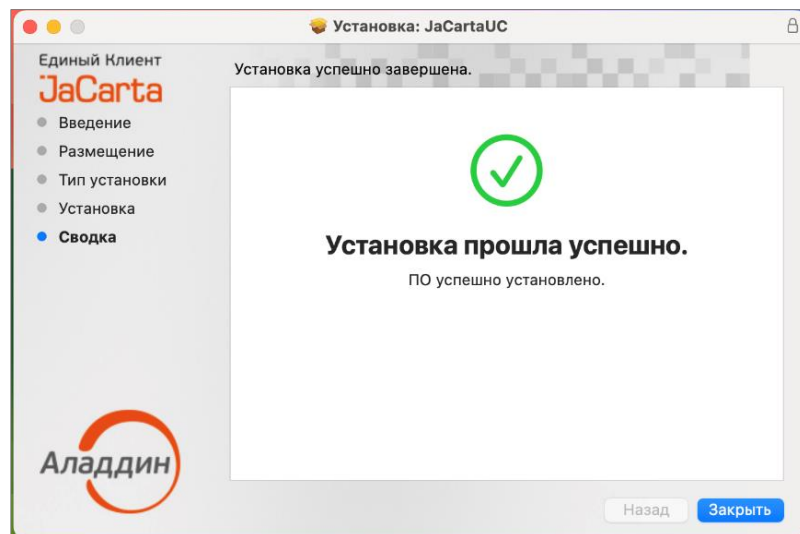 Установка: JaCartaUC
Единый Клиент
JaCarta
Введение
Размещение
Тип установки
Установка
Сводка
Аладдин
Установка успешно завершена.
Установка прошла успешно.
ПО успешно установлено.
Назад
Закрыть